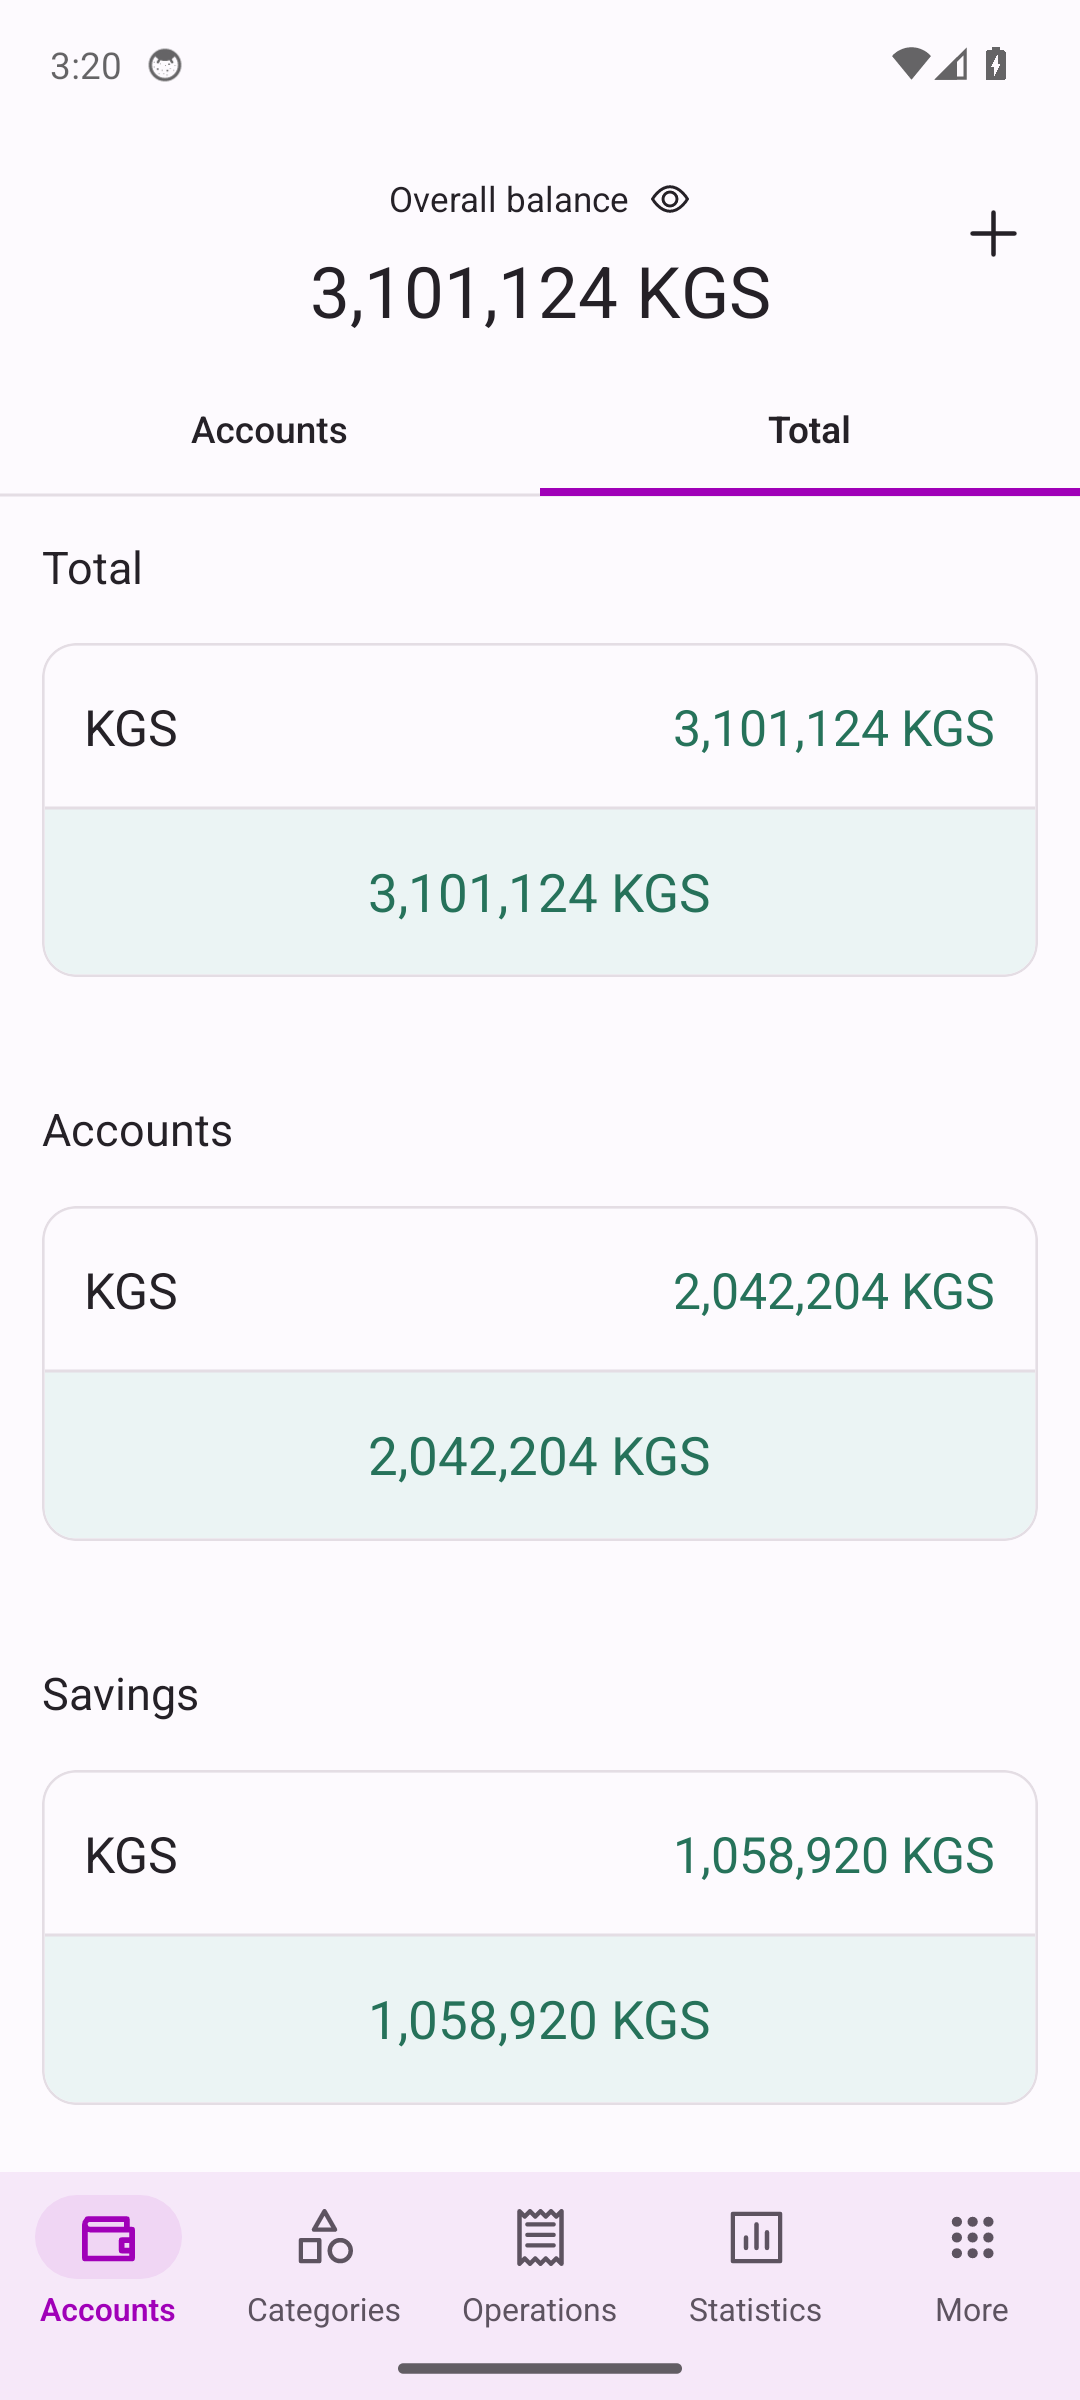 3:20
Overall balance
3,101,124 KGS
Accounts Total
Total
KGS 3,101,124 KGS
3,101,124 KGS
Accounts
KGS 2,042,204 KGS
2,042,204 KGS
Savings
KGS 1,058,920 KGS
1,058,920 KGS
Accounts Categories Operations Statistics More